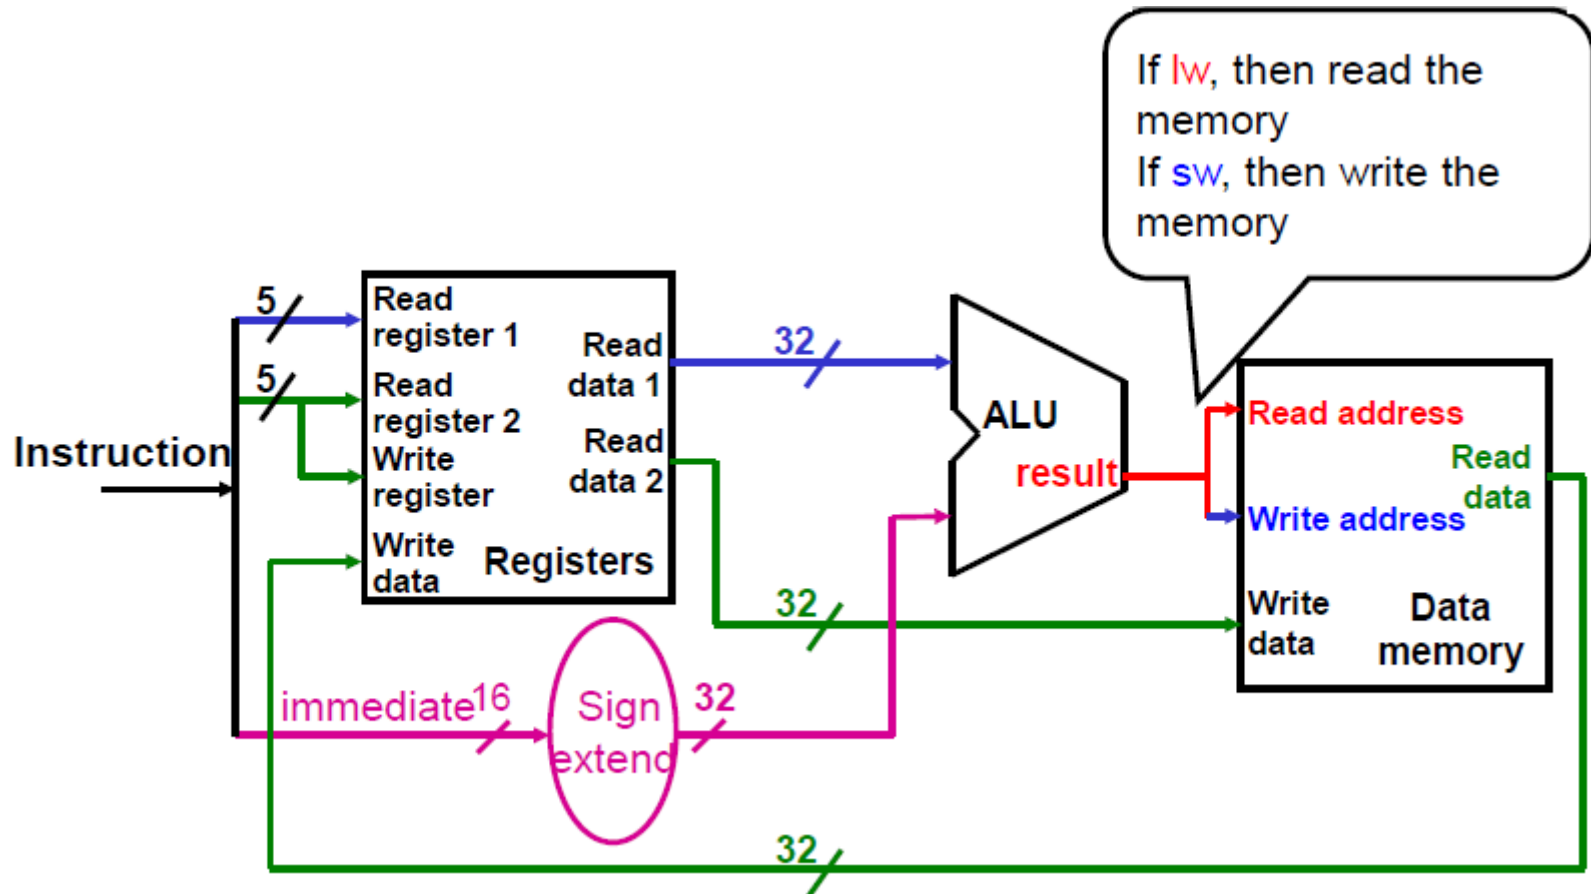 If lw, then read the
memory
If sw, then write the
memory
5
Read
register 1
5
Read
register 2
Write
register
Write
data
Registers
Read
data 1
Read
data 2
Instruction
32
ALU
result
Read address
Write address
Read
data
Write
data
Data
memory
32
immediate
16
Sign
extend
32
32